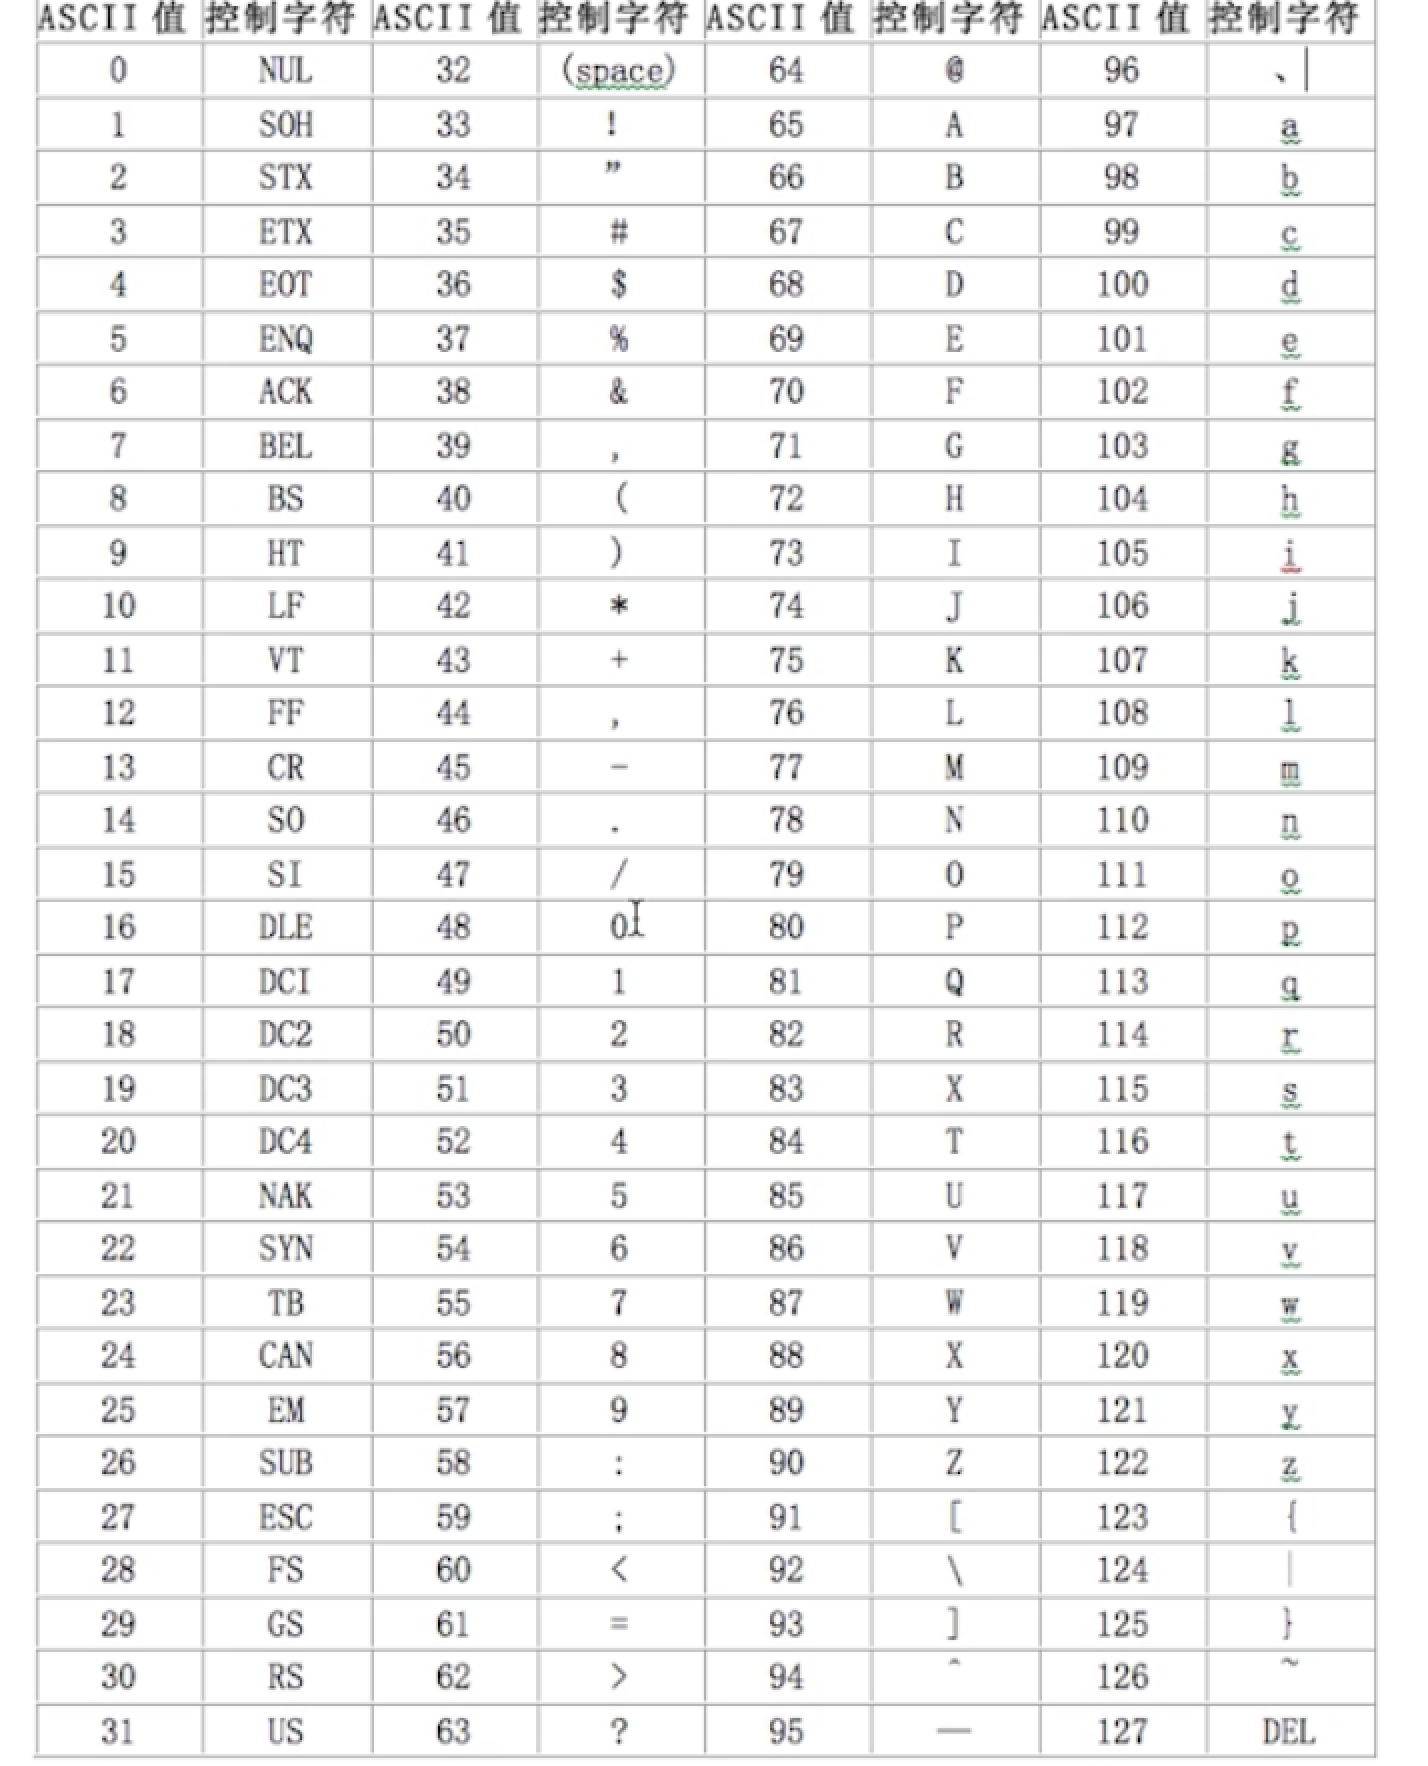 ASCII 值 控制字符 ASCII 值 控制字符 ASCII 值 控制字符 ASCII 值 控制字符
0 NUL 32 (space) 64 @ 96 、
1 SOH 33 ! 65 A 97 a
2 STX 34 ” 66 B 98 b
3 ETX 35 # 67 C 99 c
4 EOT 36 $ 68 D 100 d
5 ENQ 37 % 69 E 101 e
6 ACK 38 & 70 F 102 f
7 BEL 39 , 71 G 103 g
8 BS 40 ( 72 H 104 h
9 HT 41 ) 73 I 105 i
10 LF 42 * 74 J 106 j
11 VT 43 + 75 K 107 k
12 FF 44 , 76 L 108 l
13 CR 45 - 77 M 109 m
14 SO 46 . 78 N 110 n
15 SI 47 / 79 O 111 o
16 DLE 48 0 80 P 112 p
17 DCI 49 1 81 Q 113 q
18 DC2 50 2 82 R 114 r
19 DC3 51 3 83 X 115 s
20 DC4 52 4 84 T 116 t
21 NAK 53 5 85 U 117 u
22 SYN 54 6 86 V 118 v
23 TB 55 7 87 W 119 w
24 CAN 56 8 88 X 120 x
25 EM 57 9 89 Y 121 y
26 SUB 58 : 90 Z 122 z
27 ESC 59 ; 91 [ 123 {
28 FS 60 < 92 \ 124 |
29 GS 61 = 93 ] 125 }
30 RS 62 > 94 ^ 126 ~
31 US 63 ? 95 — 127 DEL